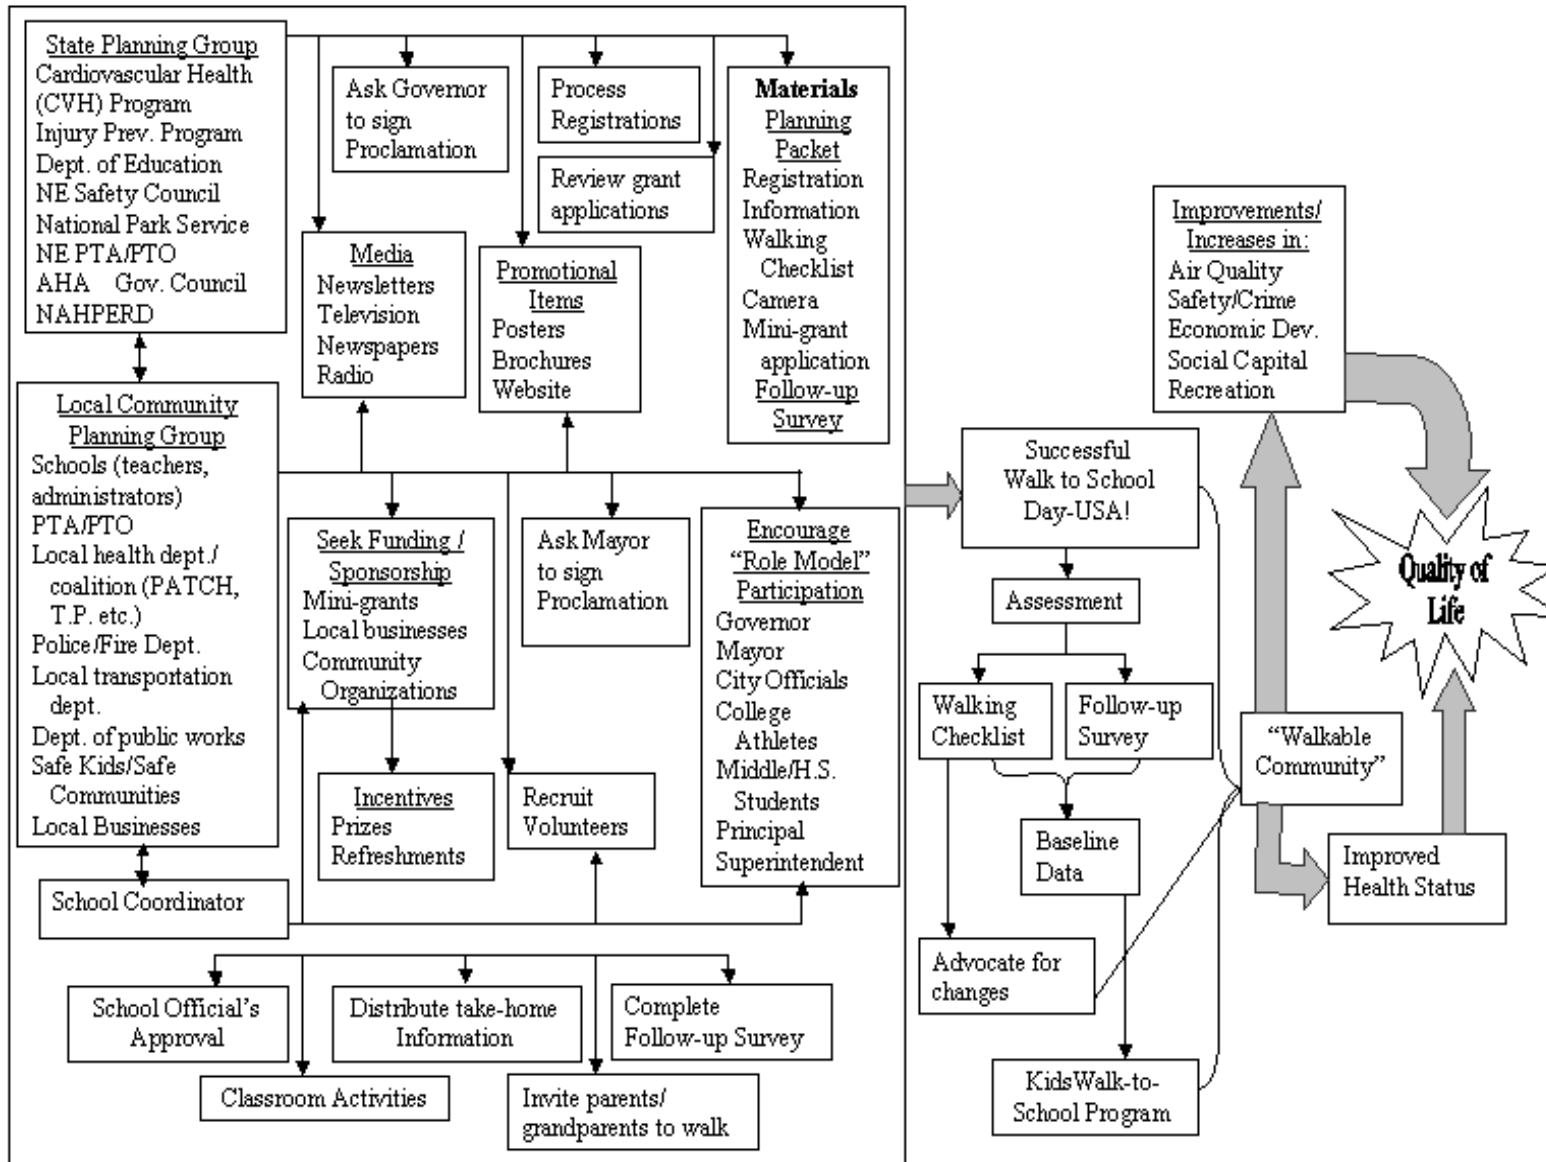 State Planning Group
Cardiovascular Health
(CVH) Program
Injury Prev. Program
Dept. of Education
NE Safety Council
National Park Service
NE PTA/PTO
AHA Gov. Council
NAHPERD
Ask Governor
to sign
Proclamation
Process
Registrations
Review grant
applications
Materials
Planning
Packet
Registration
Information
Walking
Checklist
Camera
Mini-grant
application
Follow-up
Survey
Media
Newsletters
Television
Newspapers
Radio
Promotional
Items
Posters
Brochures
Website
Local Community
Planning Group
Schools (teachers,
administrators)
PTA/PTO
Local health dept./
coalition (PATCH,
T.P. etc.)
Police/Fire Dept.
Local transportation
dept.
Dept. of public works
Safe Kids/Safe
Communities
Local Businesses
Seek Funding /
Sponsorship
Mini-grants
Local businesses
Community
Organizations
Ask Mayor
to sign
Proclamation
Encourage
“Role Model”
Participation
Governor
Mayor
City Officials
College
Athletes
Middle/H.S.
Students
Principal
Superintendent
Incentives
Prizes
Refreshments
Recruit
Volunteers
School Coordinator
School Official's
Approval
Distribute take-home
Information
Complete
Follow-up Survey
Classroom Activities
Invite parents/
grandparents to walk
Successful
Walk to School
Day-USA!
Assessment
Walking
Checklist
Follow-up
Survey
Baseline
Data
Advocate for
changes
KidsWalk-to-
School Program
Improvements/
Increases in:
Air Quality
Safety/Crime
Economic Dev.
Social Capital
Recreation
“Walkable
Community”
Improved
Health Status
Quality of
Life